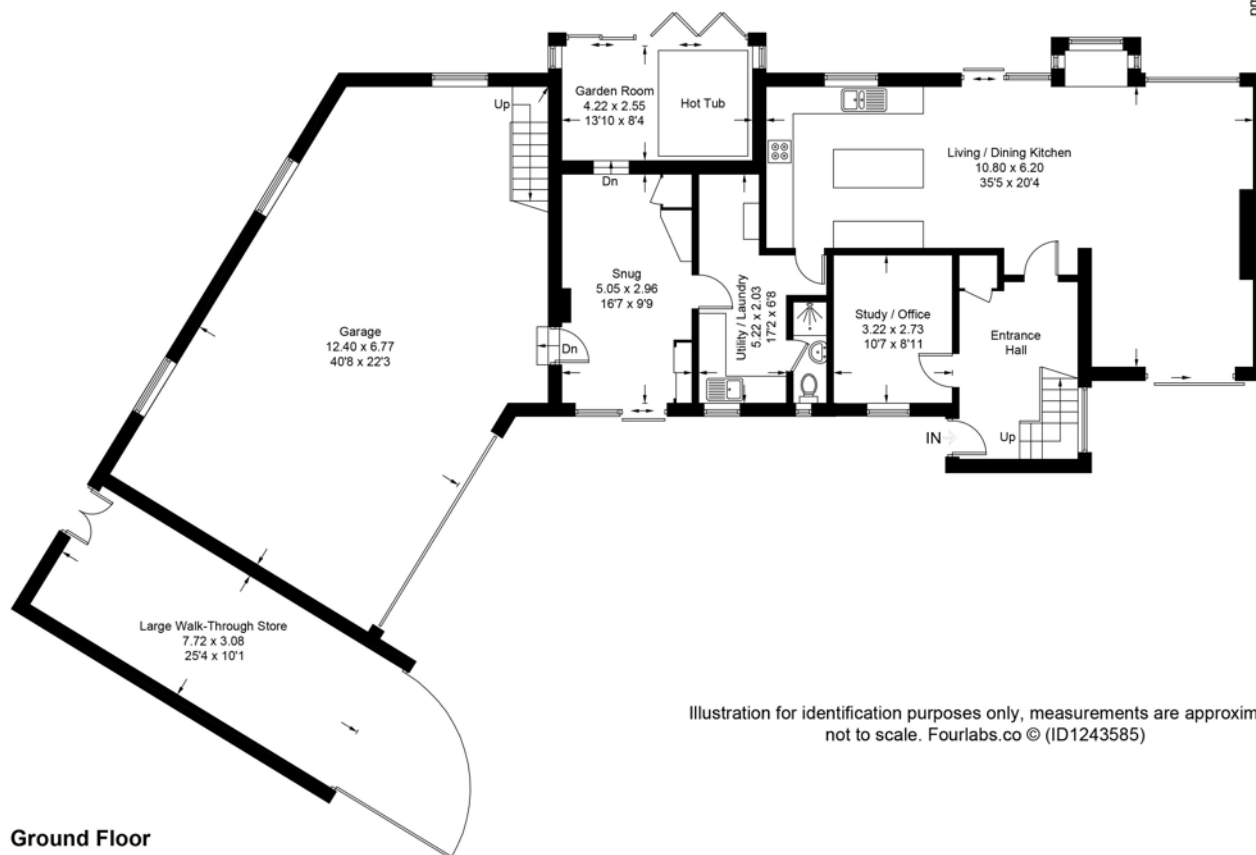 Up
Garden Room
4.22 x 2.55
13'10 x 8'4
Hot Tub
Dn
Living / Dining Kitchen
10.80 x 6.20
35'5 x 20'4
Snug
5.05 x 2.96
16'7 x 9'9
Utility / Laundry
5.22 x 2.03
17'2 x 6'8
Study / Office
3.22 x 2.73
10'7 x 8'11
Entrance
Hall
Garage
12.40 x 6.77
40'8 x 22'3
Dn
IN
Up
Large Walk-Through Store
7.72 x 3.08
25'4 x 10'1
Illustration for identification purposes only, measurements are approxim
not to scale. Fourlabs.co © (ID1243585)
Ground Floor